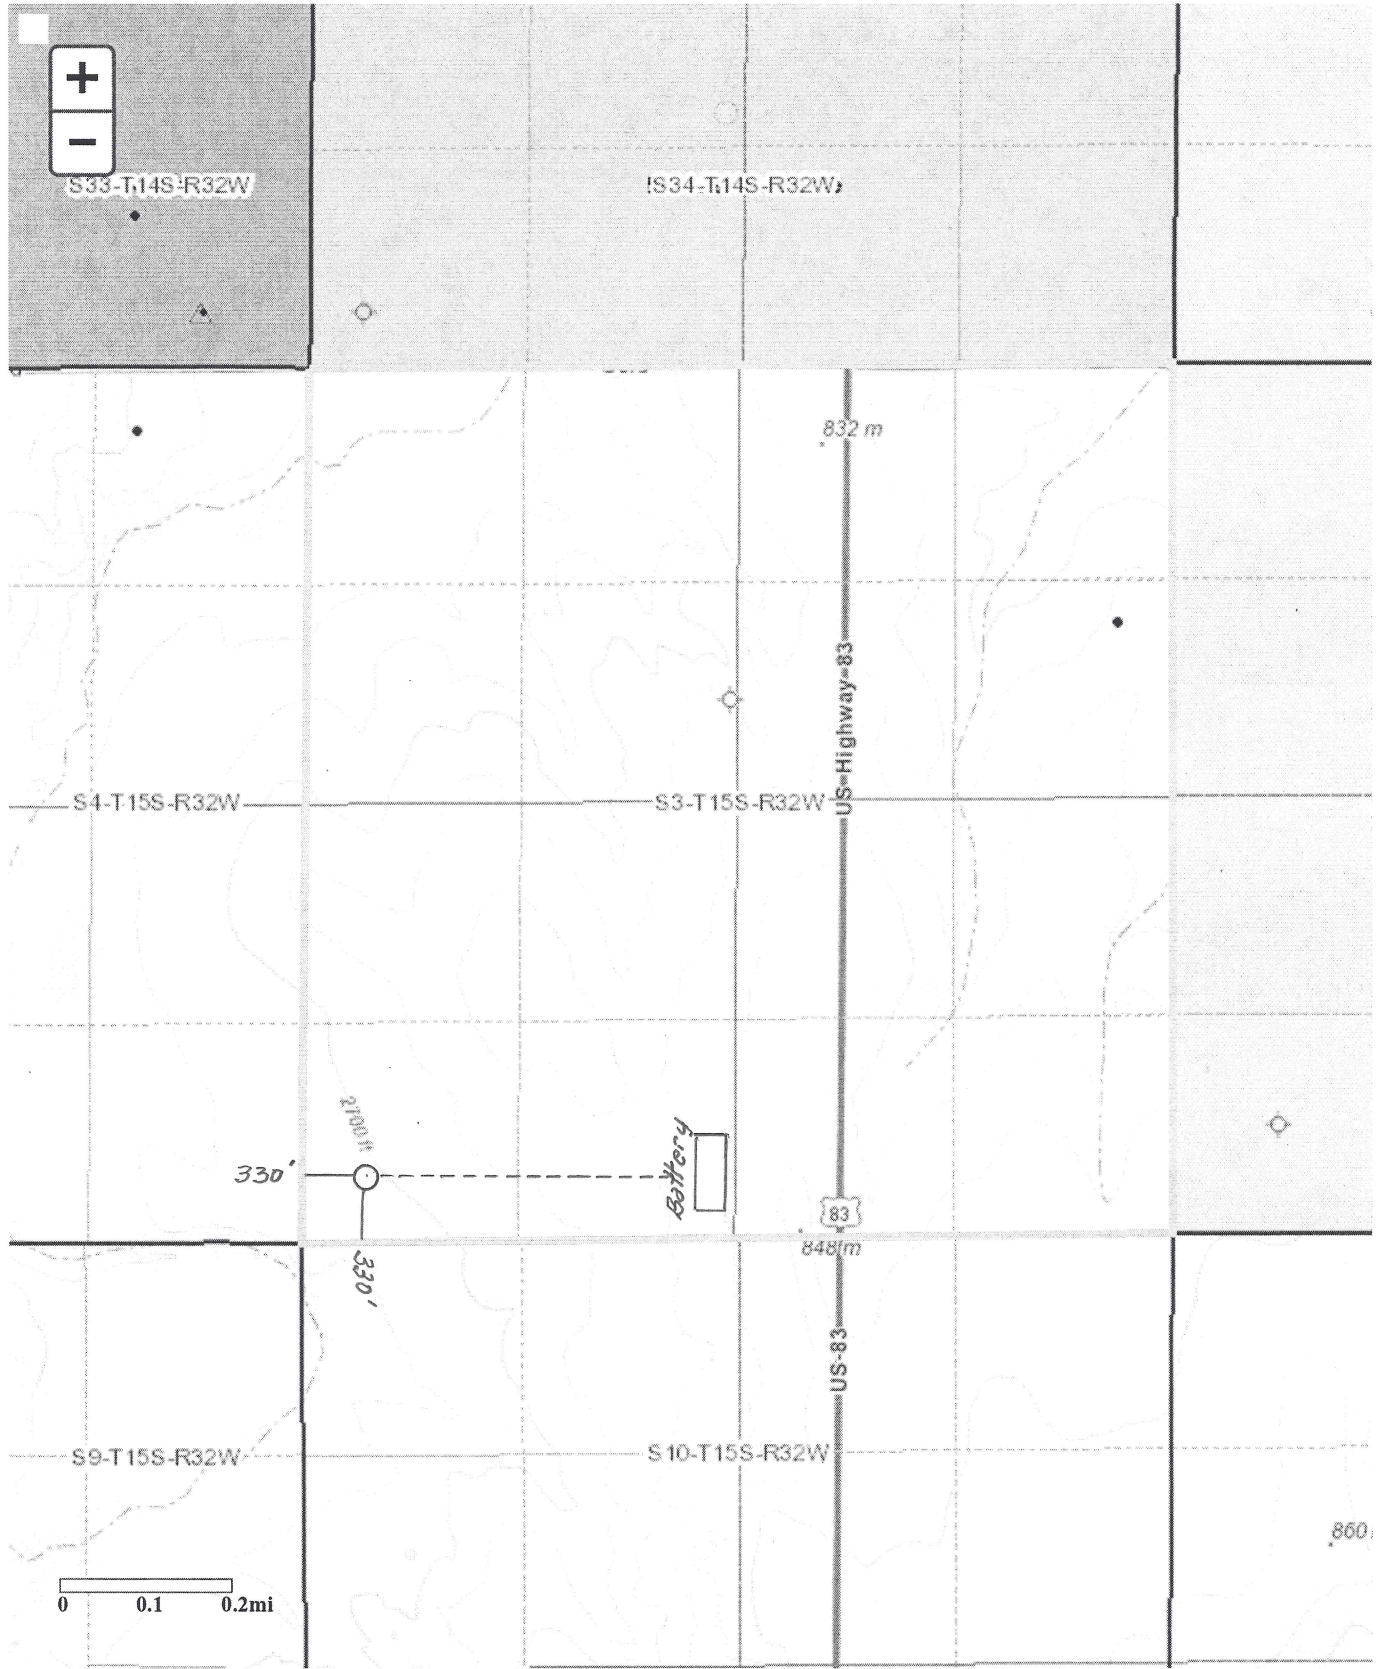 +
−
S33-T14S-R32W
S34-T14S-R32W
832 m
US-Highway-83
S4-T15S-R32W
S3-T15S-R32W
2700 ft
330'
Battery
83
330'
848 m
US-83
S9-T15S-R32W
S10-T15S-R32W
860
0 0.1 0.2mi